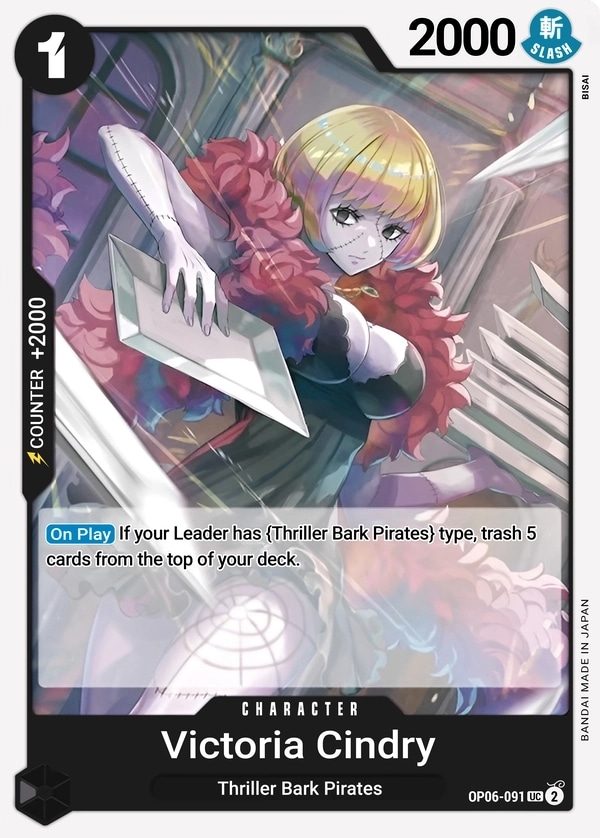 1
2000
斬
SLASH
BISAI
COUNTER +2000
On Play If your Leader has {Thriller Bark Pirates} type, trash 5
cards from the top of your deck.
CHARACTER
Victoria Cindry
Thriller Bark Pirates
OP06-091 UC 2
BANDAI MADE IN JAPAN